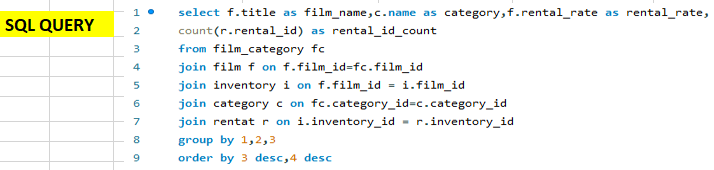 SQL QUERY
1 select f.title as film_name,c.name as category,f.rental_rate as rental_rate,
2 count(r.rental_id) as rental_id_count
3 from film_category fc
4 join film f on f.film_id=fc.film_id
5 join inventory i on f.film_id = i.film_id
6 join category c on fc.category_id=c.category_id
7 join rentat r on i.inventory_id = r.inventory_id
8 group by 1,2,3
9 order by 3 desc,4 desc